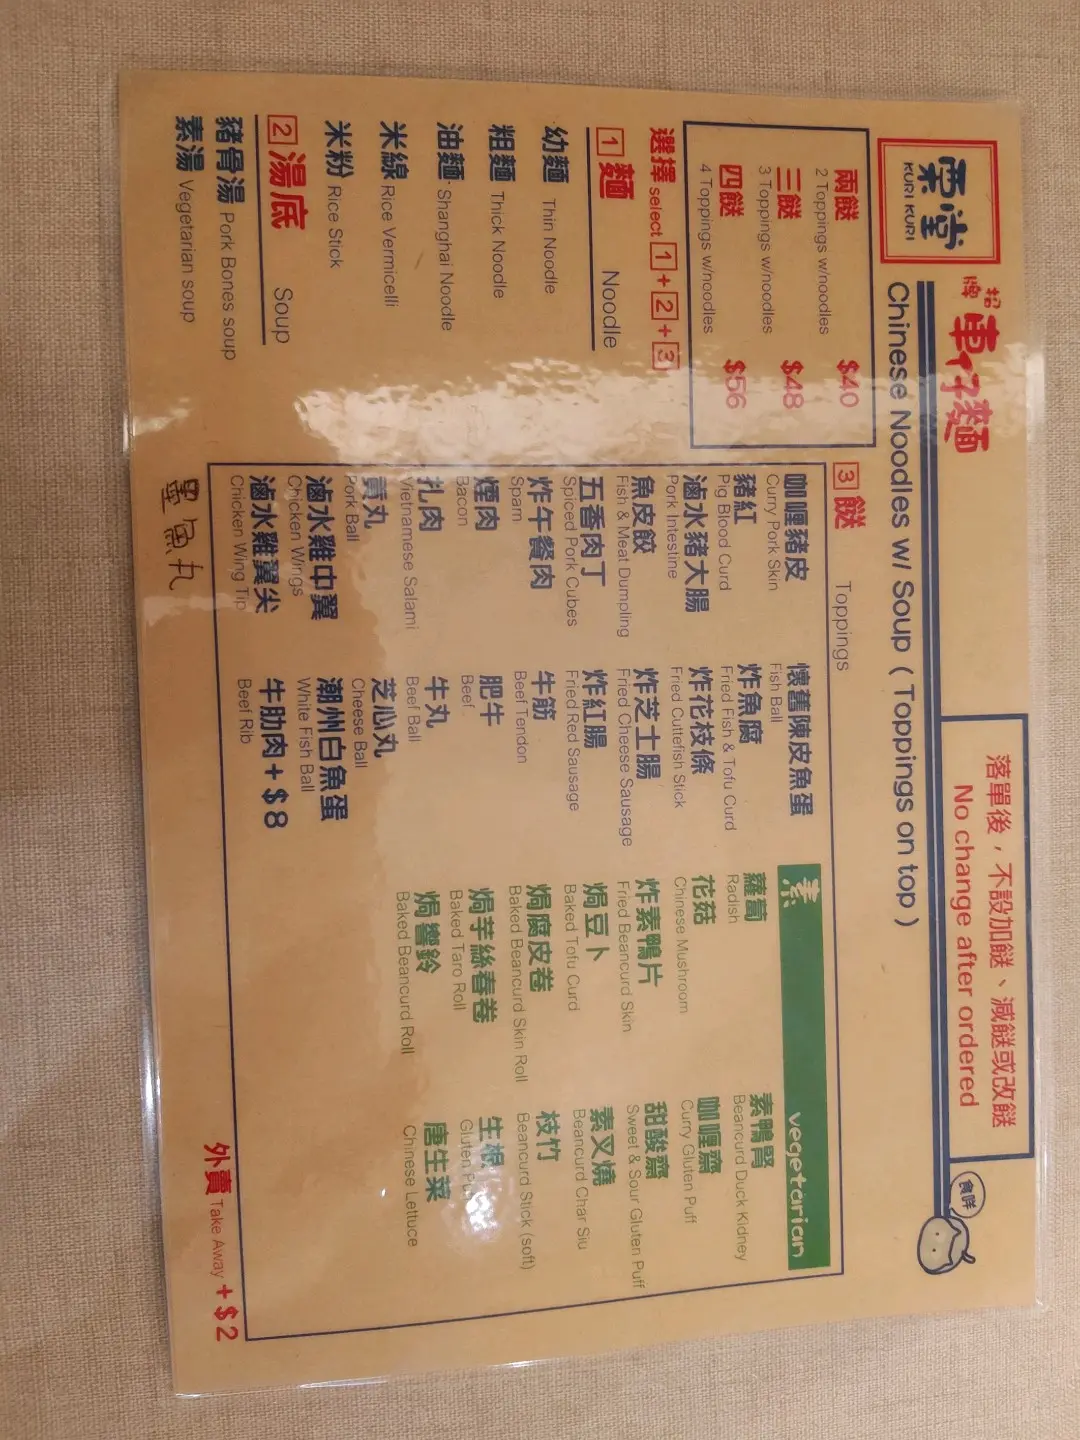 栗堂
KURI KURI
招牌
車仔麵
Chinese Noodles w/ Soup ( Toppings on top )
落單後，不設加餸、減餸或改餸
No change after ordered
食咩
兩餸 $40
2 Toppings w/noodles
三餸 $48
3 Toppings w/noodles
四餸 $56
4 Toppings w/noodles
選擇 select 1 + 2 + 3
1 麵 Noodle
幼麵 Thin Noodle
粗麵 Thick Noodle
油麵 Shanghai Noodle
米線 Rice Vermicelli
米粉 Rice Stick
2 湯底 Soup
豬骨湯 Pork Bones soup
素湯 Vegetarian soup
3 餸 Toppings
咖喱豬皮
Curry Pork Skin
豬紅
Pig Blood Curd
滷水豬大腸
Pork Intestine
魚皮餃
Fish & Meat Dumpling
五香肉丁
Spiced Pork Cubes
炸午餐肉
Spam
煙肉
Bacon
扎肉
Vietnamese Salami
貢丸
Pork Ball
滷水雞中翼
Chicken Wings
滷水雞翼尖
Chicken Wing Tip
懷舊陳皮魚蛋
Fish Ball
炸魚腐
Fried Fish & Tofu Curd
炸花枝條
Fried Cuttefish Stick
炸芝士腸
Fried Cheese Sausage
炸紅腸
Fried Red Sausage
牛筋
Beef Tendon
肥牛
Beef
牛丸
Beef Ball
芝心丸
Cheese Ball
潮州白魚蛋
White Fish Ball
牛肋肉+$8
Beef Rib
素 vegetarian
蘿蔔
Radish
花菇
Chinese Mushroom
炸素鴨片
Fried Beancurd Skin
焗豆卜
Baked Tofu Curd
焗腐皮卷
Baked Beancurd Skin Roll
焗芋絲春卷
Baked Taro Roll
焗響鈴
Baked Beancurd Roll
素鴨腎
Beancurd Duck Kidney
咖喱齋
Curry Gluten Puff
甜酸齋
Sweet & Sour Gluten Puff
素叉燒
Beancurd Char Siu
枝竹
Beancurd Stick (soft)
生根
Gluten Puff
唐生菜
Chinese Lettuce
墨魚丸
外賣 Take Away + $2